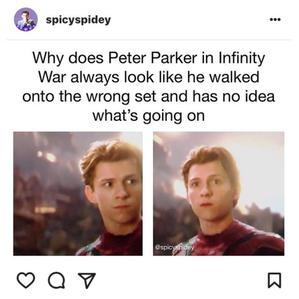 spicyspidey
Why does Peter Parker in Infinity
War always look like he walked
onto the wrong set and has no idea
what's going on
@spicyspidey